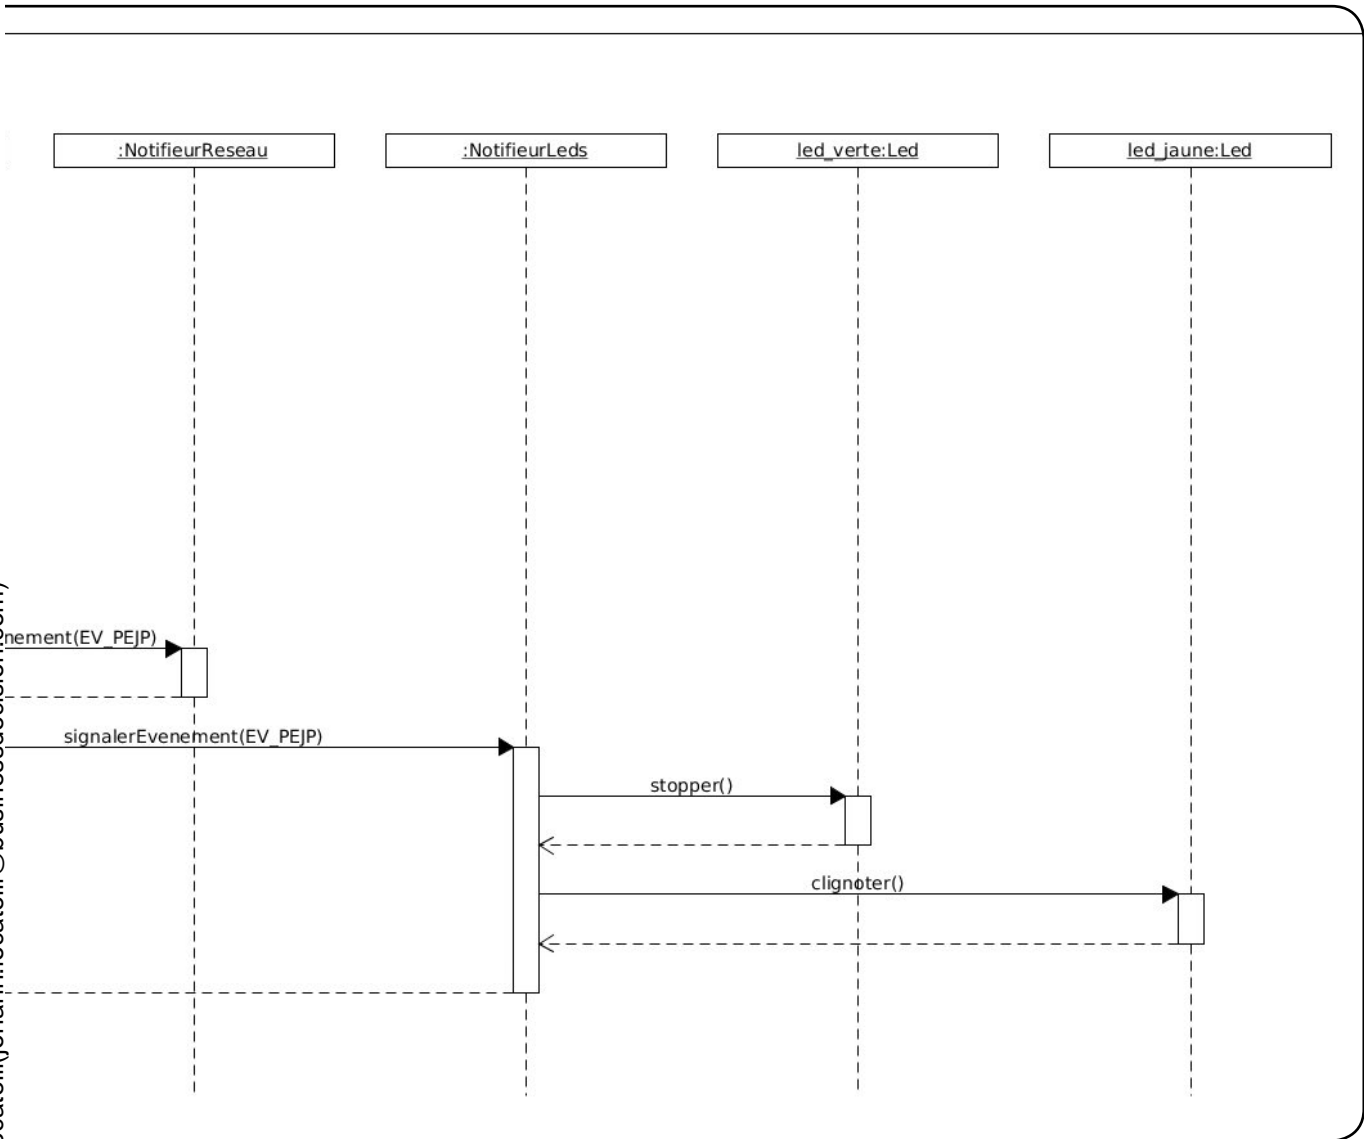 :NotifieurReseau
:NotifieurLeds
led_verte:Led
led_jaune:Led
nement(EV_PEJP)
signalerEvenement(EV_PEJP)
stopper()
clignoter()